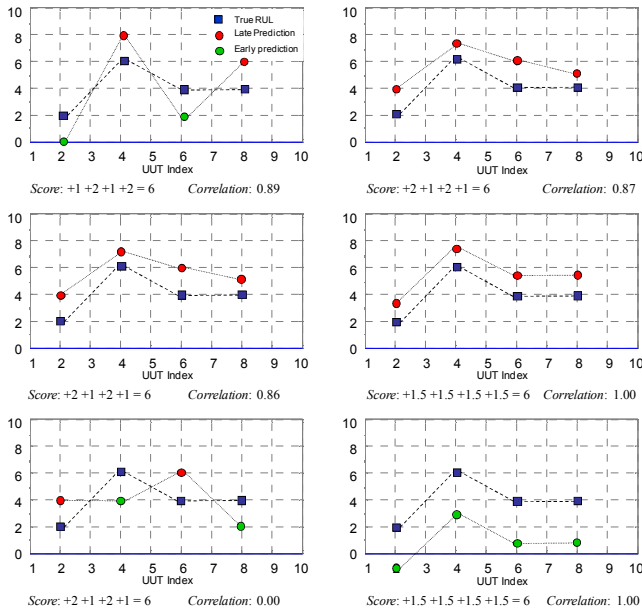 True RUL
Late Prediction
Early prediction
10
8
6
4
2
0
1 2 3 4 5 6 7 8 9 10
UUT Index
Score: +1 +2 +1 +2 = 6 Correlation: 0.89
10
8
6
4
2
0
1 2 3 4 5 6 7 8 9 10
UUT Index
Score: +2 +1 +2 +1 = 6 Correlation: 0.87
10
8
6
4
2
0
1 2 3 4 5 6 7 8 9 10
UUT Index
Score: +2 +1 +2 +1 = 6 Correlation: 0.86
10
8
6
4
2
0
1 2 3 4 5 6 7 8 9 10
UUT Index
Score: +1.5 +1.5 +1.5 +1.5 = 6 Correlation: 1.00
10
8
6
4
2
0
1 2 3 4 5 6 7 8 9 10
UUT Index
Score: +2 +1 +2 +1 = 6 Correlation: 0.00
10
8
6
4
2
0
1 2 3 4 5 6 7 8 9 10
UUT Index
Score: +1.5 +1.5 +1.5 +1.5 = 6 Correlation: 1.00